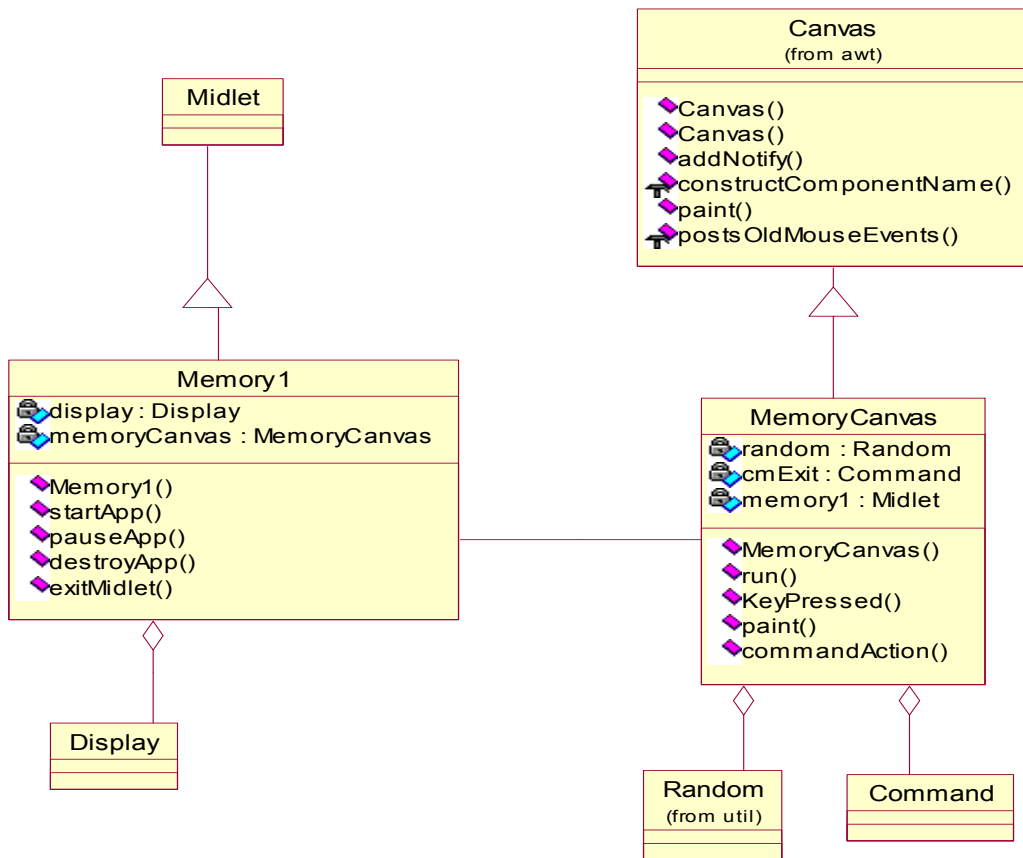 Midlet
Canvas
(from awt)
Canvas()
Canvas()
addNotify()
constructComponentName()
paint()
postsOldMouseEvents()
Memory1
display : Display
memoryCanvas : MemoryCanvas
Memory1()
startApp()
pauseApp()
destroyApp()
exitMidlet()
MemoryCanvas
random : Random
cmExit : Command
memory1 : Midlet
MemoryCanvas()
run()
KeyPressed()
paint()
commandAction()
Display
Random
(from util)
Command